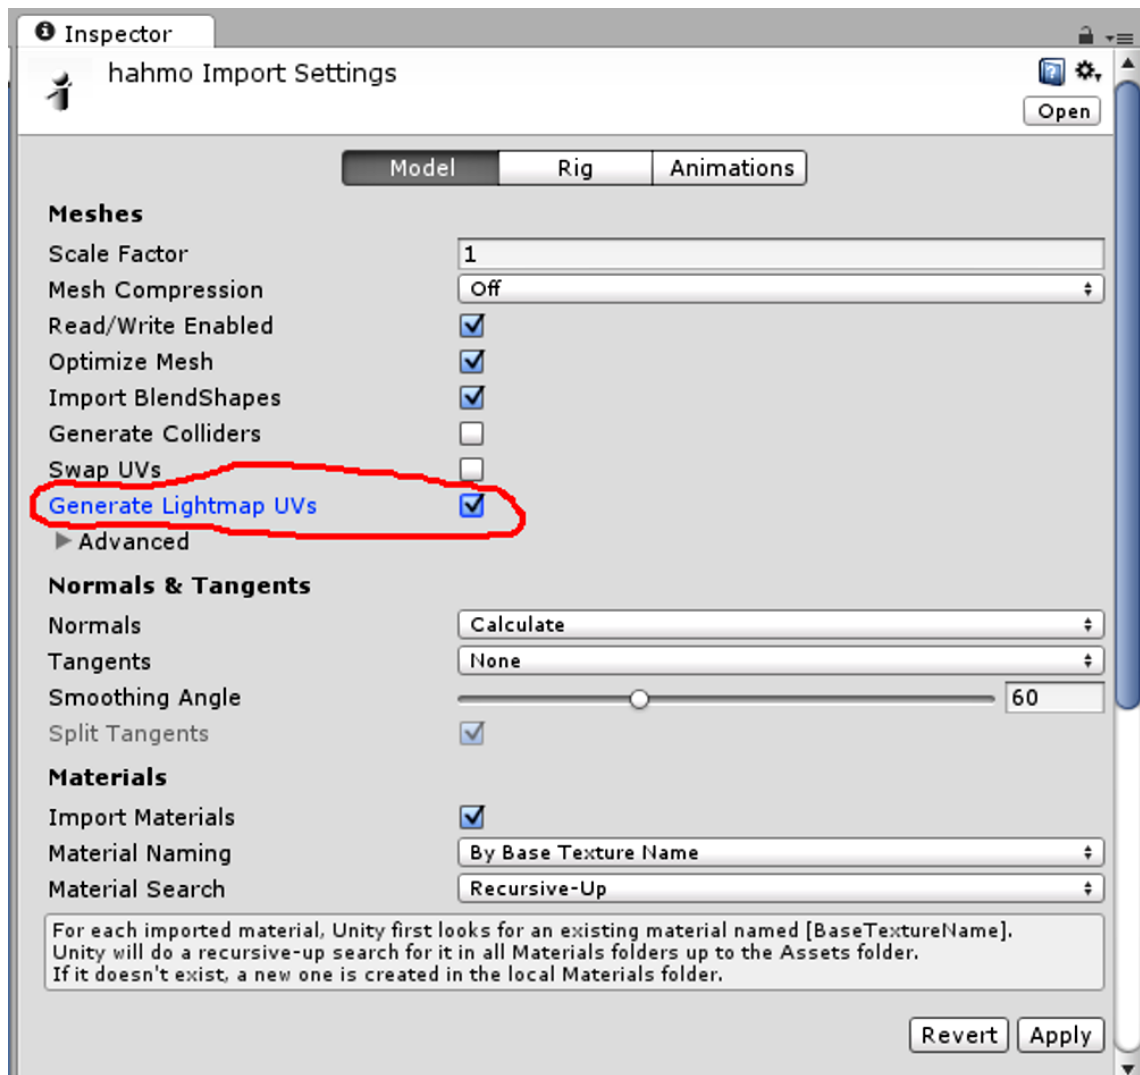 Inspector
hahmo Import Settings
Open
Model Rig Animations
Meshes
Scale Factor 1
Mesh Compression Off
Read/Write Enabled
Optimize Mesh
Import BlendShapes
Generate Colliders
Swap UVs
Generate Lightmap UVs
Advanced
Normals & Tangents
Normals Calculate
Tangents None
Smoothing Angle 60
Split Tangents
Materials
Import Materials
Material Naming By Base Texture Name
Material Search Recursive-Up
For each imported material, Unity first looks for an existing material named [BaseTextureName].
Unity will do a recursive-up search for it in all Materials folders up to the Assets folder.
If it doesn't exist, a new one is created in the local Materials folder.
Revert Apply